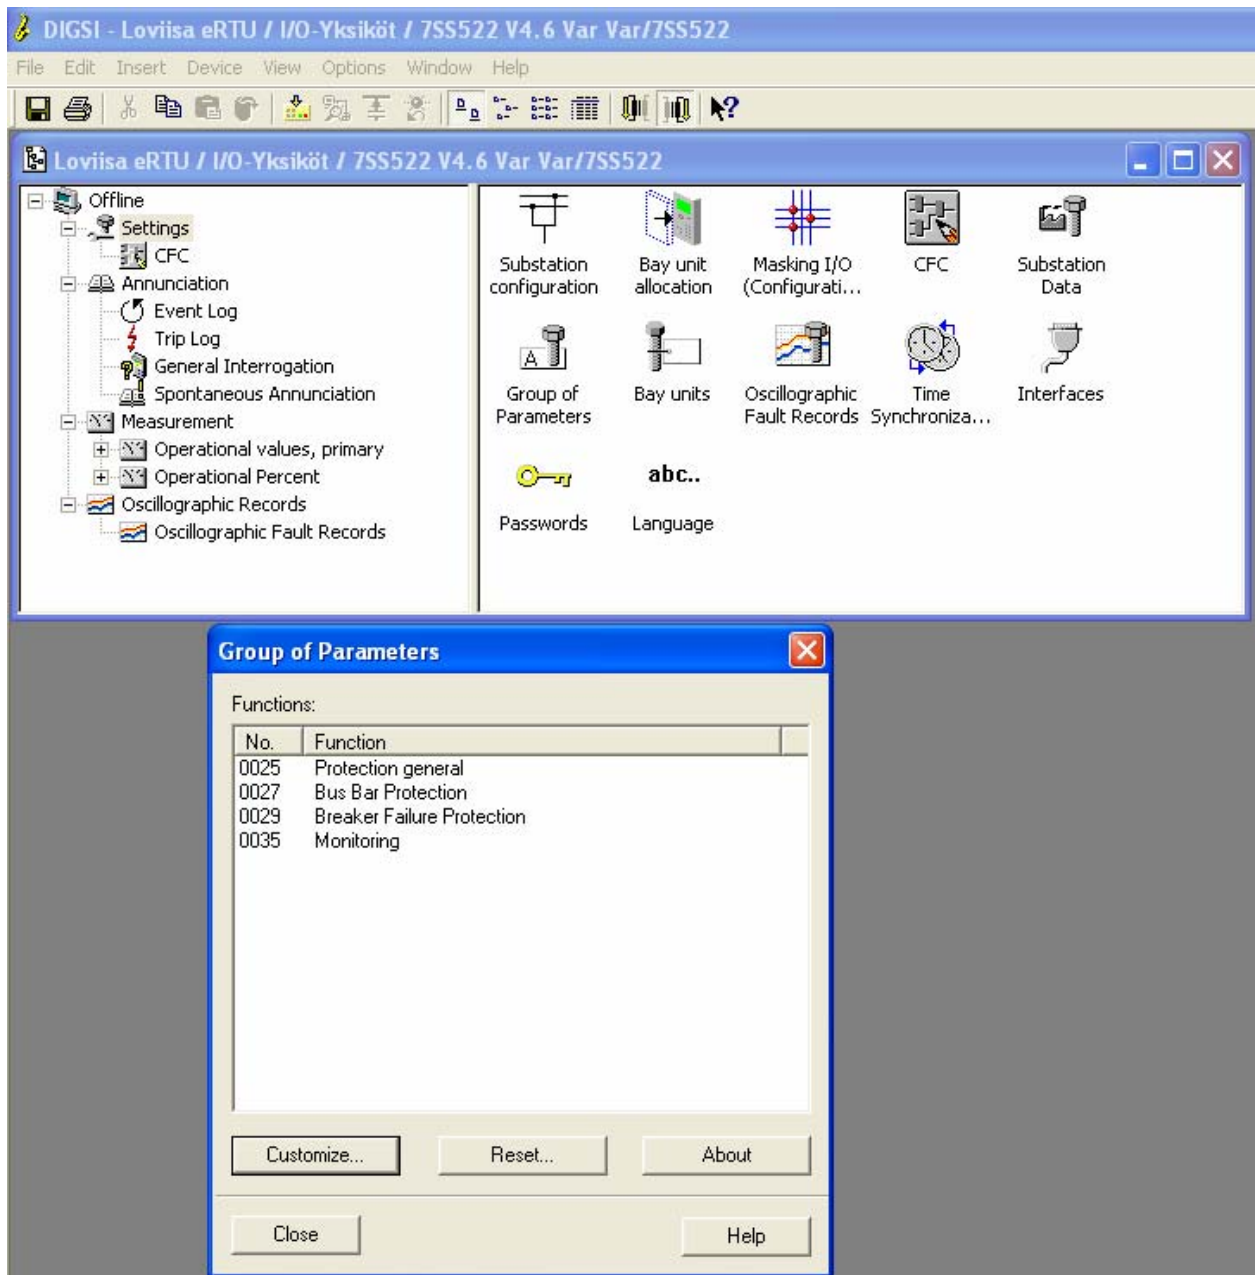 DIGSI - Loviisa eRTU / I/O-Yksiköt / 7SS522 V4.6 Var Var/7SS522
File Edit Insert Device View Options Window Help
Loviisa eRTU / I/O-Yksiköt / 7SS522 V4.6 Var Var/7SS522
Offline
Settings
CFC
Annunciation
Event Log
Trip Log
General Interrogation
Spontaneous Annunciation
Measurement
Operational values, primary
Operational Percent
Oscillographic Records
Oscillographic Fault Records
Substation configuration
Bay unit allocation
Masking I/O (Configurati...
CFC
Substation Data
A
Group of Parameters
Bay units
Oscillographic Fault Records
Time Synchroniza...
Interfaces
Passwords
abc..
Language
Group of Parameters
Functions:
No. Function
0025 Protection general
0027 Bus Bar Protection
0029 Breaker Failure Protection
0035 Monitoring
Customize... Reset... About
Close Help